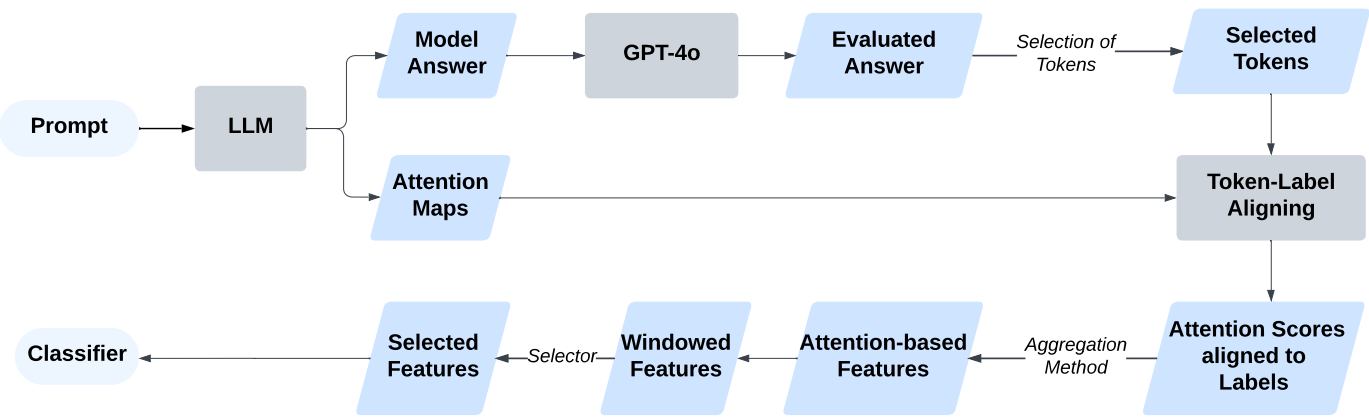 Prompt
LLM
Model
Answer
GPT-4o
Evaluated
Answer
Selection of
Tokens
Selected
Tokens
Attention
Maps
Token-Label
Aligning
Attention Scores
aligned to
Labels
Aggregation
Method
Attention-based
Features
Windowed
Features
Selector
Selected
Features
Classifier